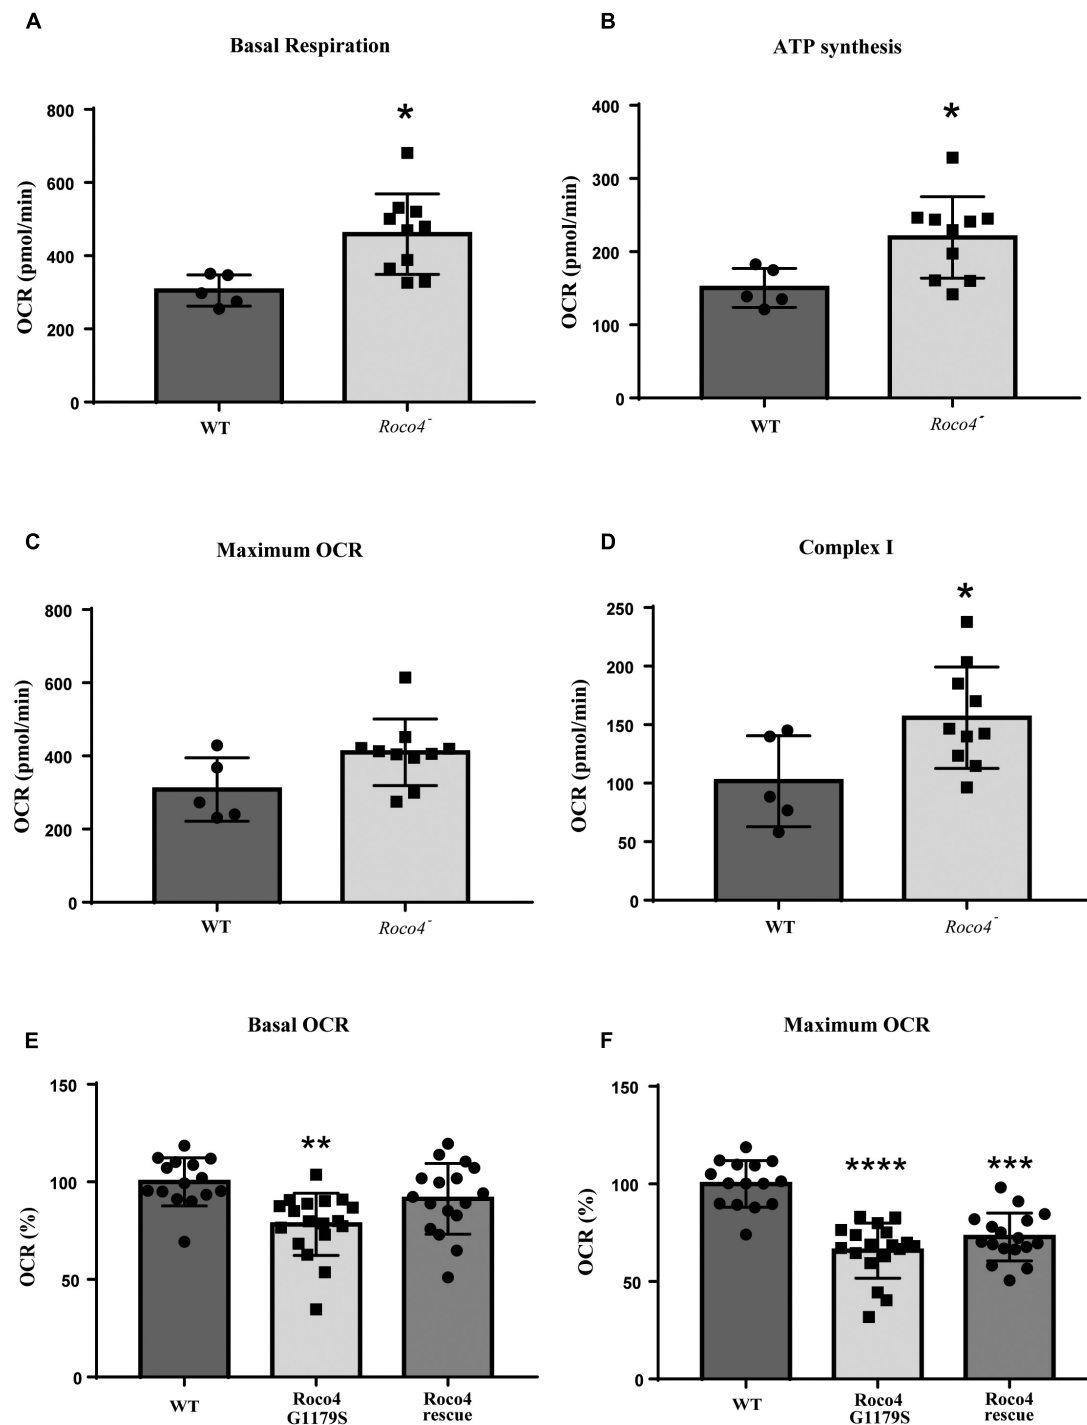 A
Basal Respiration
*
800
600
400
200
0
OCR (pmol/min)
WT
Roco4⁻
B
ATP synthesis
*
400
300
200
100
0
OCR (pmol/min)
WT
Roco4⁻
C
Maximum OCR
800
600
400
200
0
OCR (pmol/min)
WT
Roco4⁻
D
Complex I
*
250
200
150
100
50
0
OCR (pmol/min)
WT
Roco4⁻
E
Basal OCR
**
150
100
50
0
OCR (%)
WT
Roco4
G1179S
Roco4
rescue
F
Maximum OCR
****
***
150
100
50
0
OCR (%)
WT
Roco4
G1179S
Roco4
rescue